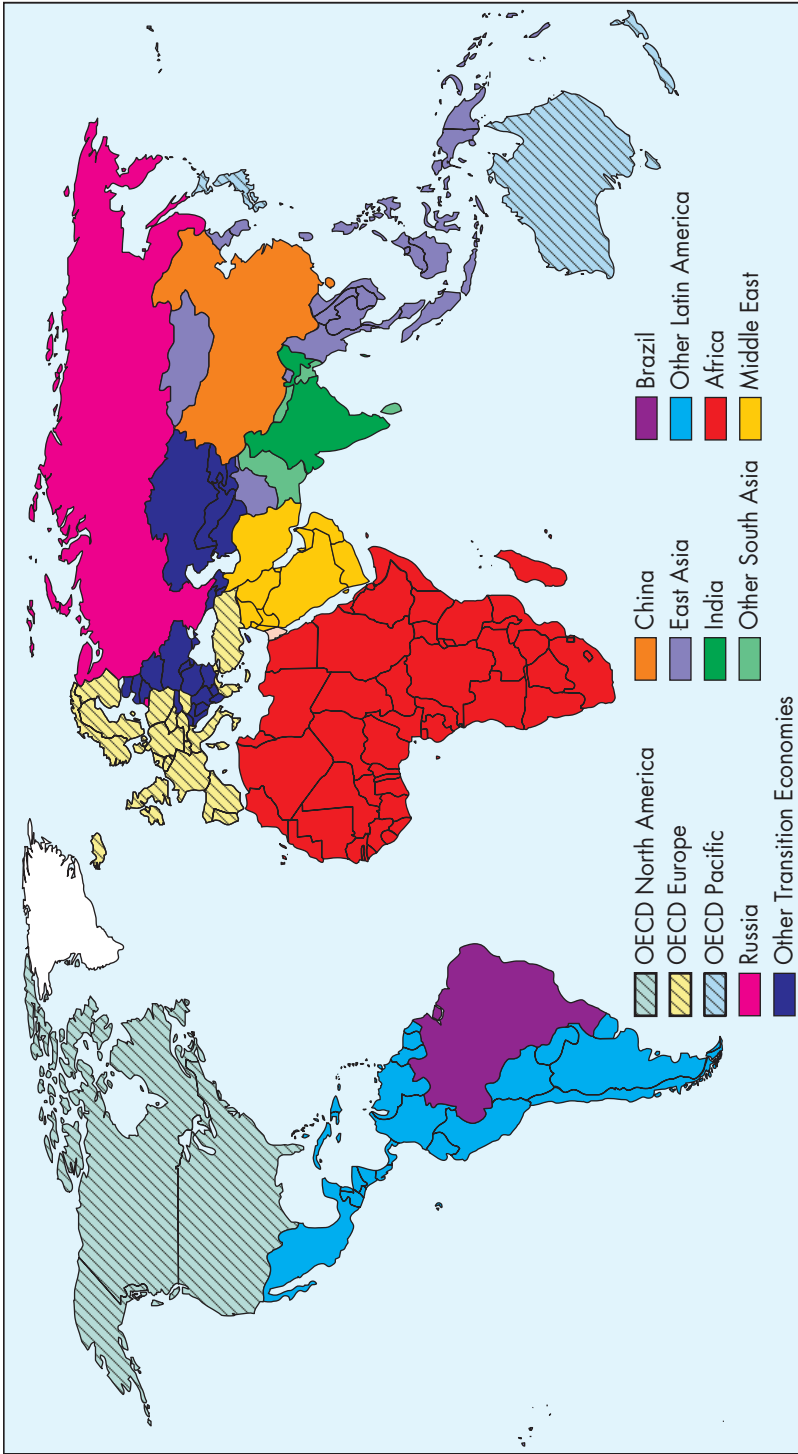 OECD North America
OECD Europe
OECD Pacific
Russia
Other Transition Economies
China
East Asia
India
Other South Asia
Brazil
Other Latin America
Africa
Middle East